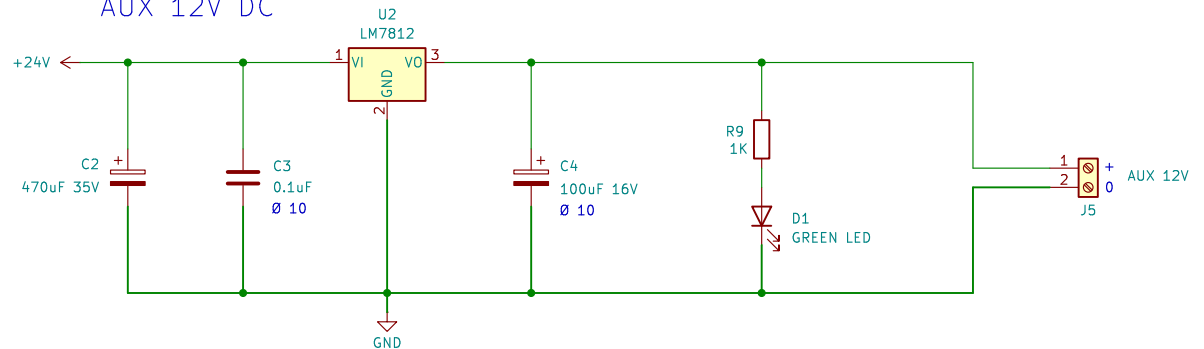 AUX 12V DC
U2
LM7812
+24V
1
VI
VO
3
GND
2
C2
+
470uF 35V
C3
0.1uF
Ø 10
+
C4
100uF 16V
Ø 10
R9
1K
D1
GREEN LED
1
+
2
0
AUX 12V
J5
GND